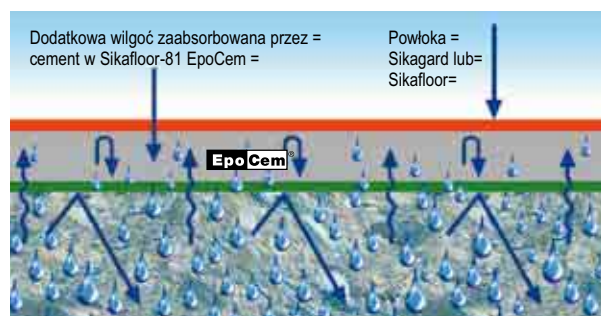 Dodatkowa wilgoć zaabsorbowana przez =
cement w Sikafloor-81 EpoCem =
Powłoka =
Sikagard lub=
Sikafloor=
EpoCem®